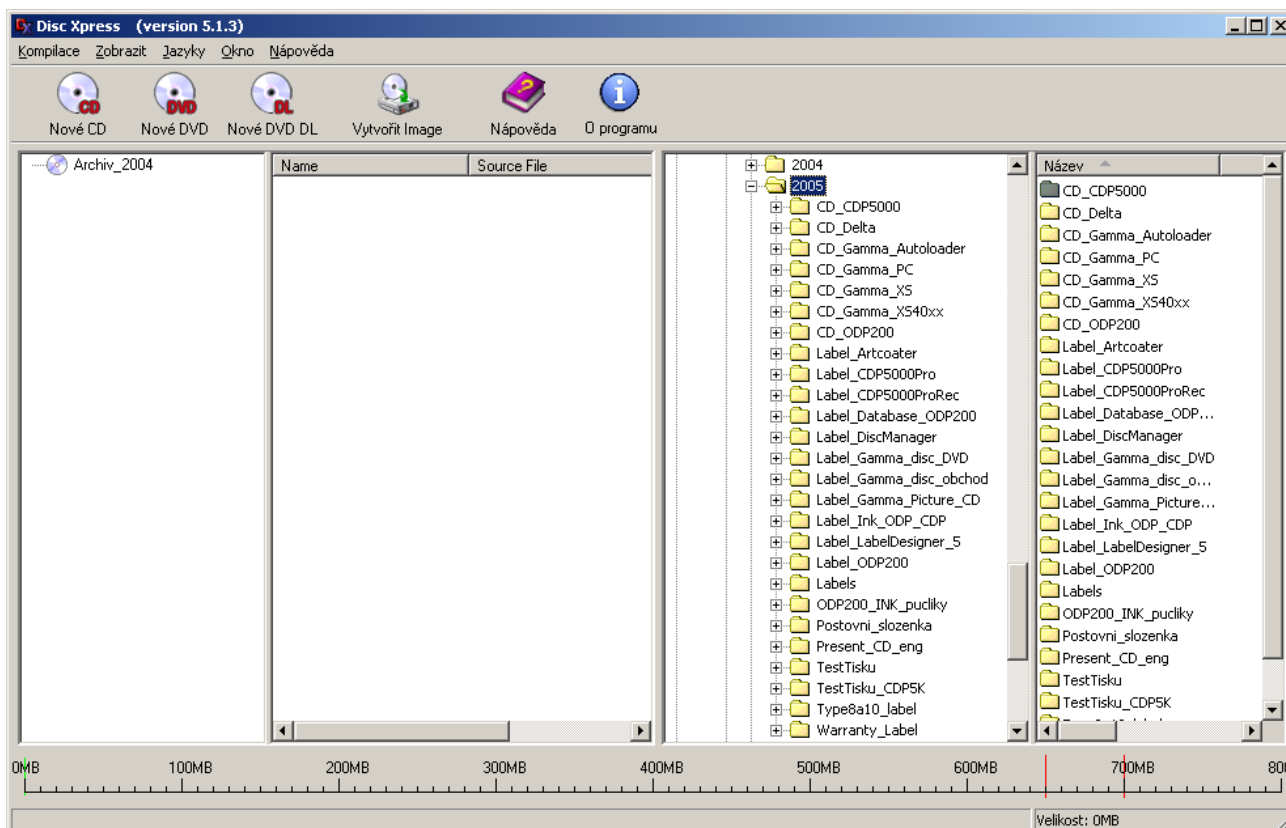 Disc Xpress (version 5.1.3)
Kompilace Zobrazit Jazyky Okno Nápověda
CD DVD DL
Nové CD Nové DVD Nové DVD DL Vytvořit Image Nápověda O programu
Archiv_2004
Name Source File
2004
2005
CD_CDP5000
CD_Delta
CD_Gamma_Autoloader
CD_Gamma_PC
CD_Gamma_XS
CD_Gamma_XS40xx
CD_ODP200
Label_Artcoater
Label_CDP5000Pro
Label_CDP5000ProRec
Label_Database_ODP200
Label_DiscManager
Label_Gamma_disc_DVD
Label_Gamma_disc_obchod
Label_Gamma_Picture_CD
Label_Ink_ODP_CDP
Label_LabelDesigner_5
Label_ODP200
Labels
ODP200_INK_pucliky
Postovni_slozenka
Present_CD_eng
TestTisku
TestTisku_CDP5K
Type8a10_label
Warranty_Label
Název
CD_CDP5000
CD_Delta
CD_Gamma_Autoloader
CD_Gamma_PC
CD_Gamma_XS
CD_Gamma_XS40xx
CD_ODP200
Label_Artcoater
Label_CDP5000Pro
Label_CDP5000ProRec
Label_Database_ODP...
Label_DiscManager
Label_Gamma_disc_DVD
Label_Gamma_disc_o...
Label_Gamma_Picture...
Label_Ink_ODP_CDP
Label_LabelDesigner_5
Label_ODP200
Labels
ODP200_INK_pucliky
Postovni_slozenka
Present_CD_eng
TestTisku
TestTisku_CDP5K
0MB 100MB 200MB 300MB 400MB 500MB 600MB 700MB 80
Velikost: 0MB